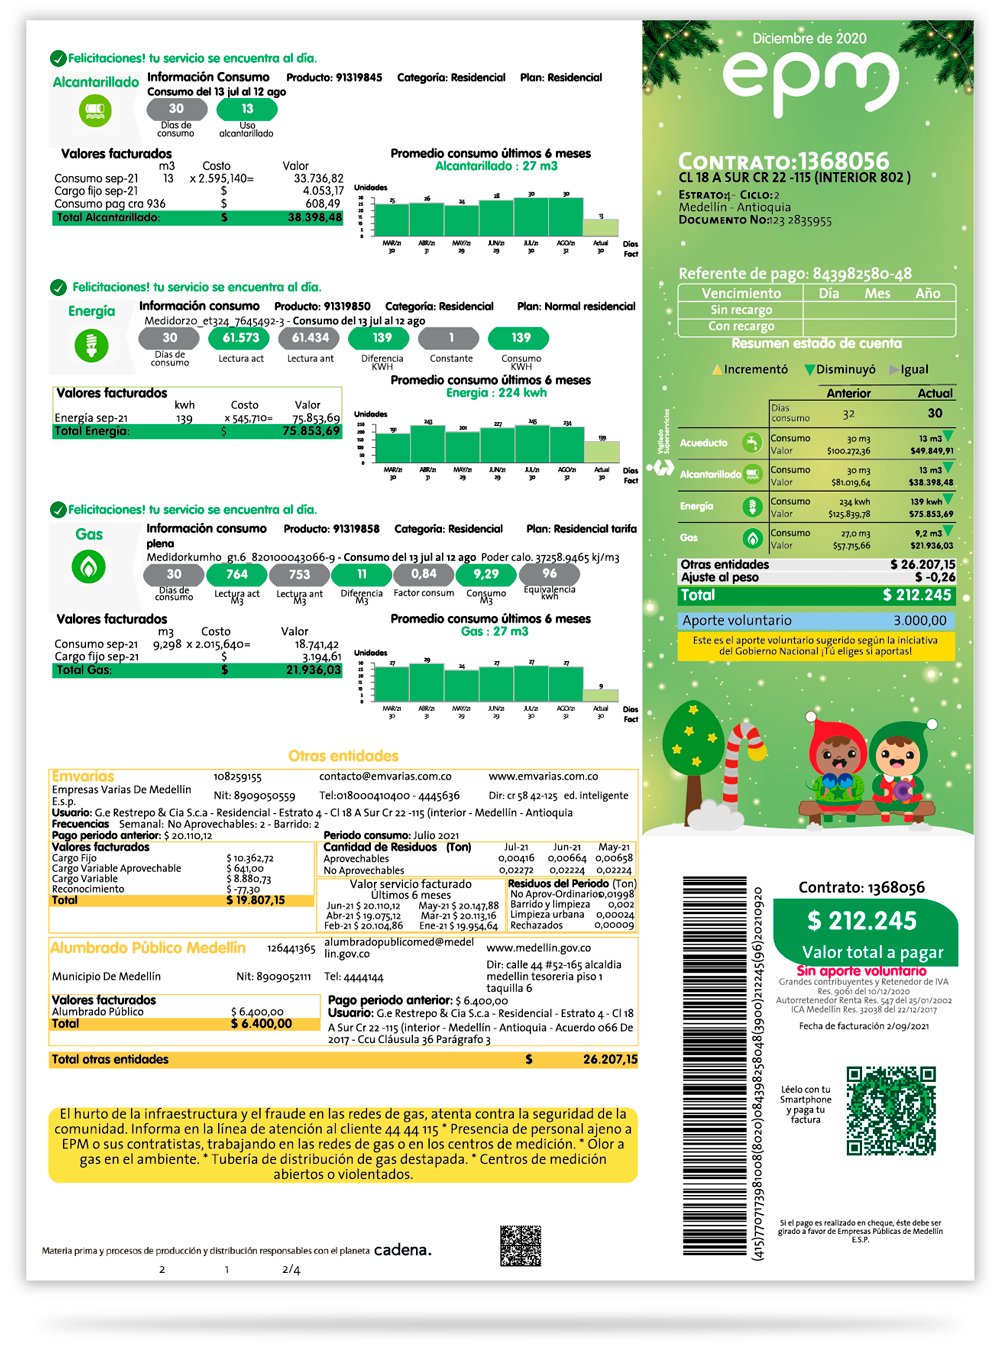 Felicitaciones! tu servicio se encuentra al día.
Alcantarillado
Información Consumo Producto: 91319845 Categoría: Residencial Plan: Residencial
Consumo del 13 jul al 12 ago
30 13
Días de consumo
Uso alcantarillado
Valores facturados
m3 Costo Valor
Consumo sep-21 13 x 2.595,140= 33.736,82
Cargo fijo sep-21 $ 4.053,17
Consumo pag cra 936 $ 608,49
Total Alcantarillado: $ 38.398,48
Promedio consumo últimos 6 meses
Alcantarillado : 27 m3
Unidades
25 26 24 28 30 30 13
MAR/21 ABR/21 MAY/21 JUN/21 JUL/21 AGO/21 Actual Días
30 31 29 29 30 32 30 Fact
Felicitaciones! tu servicio se encuentra al día.
Energía
Información consumo Producto: 91319850 Categoría: Residencial Plan: Normal residencial
Medidor20_et324_7645492-3 - Consumo del 13 jul al 12 ago
30 61.573 61.434 139 1 139
Días de consumo Lectura act Lectura ant Diferencia KWH Constante Consumo KWH
Valores facturados
kwh Costo Valor
Energía sep-21 139 x 545,710= 75.853,69
Total Energía: $ 75.853,69
Promedio consumo últimos 6 meses
Energia : 224 kwh
Unidades
191 243 201 227 245 234 139
MAR/21 ABR/21 MAY/21 JUN/21 JUL/21 AGO/21 Actual Días
30 31 29 29 30 32 30 Fact
Felicitaciones! tu servicio se encuentra al día.
Gas
Información consumo Producto: 91319858 Categoría: Residencial Plan: Residencial tarifa
plena
Medidorkumho_g1.6_820100043066-9 - Consumo del 13 jul al 12 ago Poder calo. 37258.9465 kj/m3
30 764 753 11 0,84 9,29 96
Días de consumo Lectura act M3 Lectura ant M3 Diferencia M3 Factor consum Consumo M3 Equivalencia kwh
Valores facturados
m3 Costo Valor
Consumo sep-21 9,298 x 2.015,640= 18.741,42
Cargo fijo sep-21 $ 3.194,61
Total Gas: $ 21.936,03
Promedio consumo últimos 6 meses
Gas : 27 m3
Unidades
27 29 24 27 27 27 9
MAR/21 ABR/21 MAY/21 JUN/21 JUL/21 AGO/21 Actual Días
30 31 29 29 30 32 30 Fact
Otras entidades
Emvarias 108259155 contacto@emvarias.com.co www.emvarias.com.co
Empresas Varias De Medellín
E.s.p. Nit: 8909050559 Tel:018000410400 - 4445636 Dir: cr 58 42-125 ed. inteligente
Usuario: G.e Restrepo & Cia S.c.a - Residencial - Estrato 4 - Cl 18 A Sur Cr 22 -115 (interior - Medellín - Antioquia
Frecuencias Semanal: No Aprovechables: 2 - Barrido: 2
Pago periodo anterior: $ 20.110,12 Periodo consumo: Julio 2021
Valores facturados
Cargo Fijo $ 10.362,72
Cargo Variable Aprovechable $ 641,00
Cargo Variable $ 8.880,73
Reconocimiento $ -77,30
Total $ 19.807,15
Cantidad de Residuos (Ton) Jul-21 Jun-21 May-21
Aprovechables 0,00416 0,00664 0,00658
No Aprovechables 0,02272 0,02224 0,02224
Valor servicio facturado
Últimos 6 meses
Jun-21 $ 20.110,12 May-21 $ 20.147,88
Abr-21 $ 19.075,12 Mar-21 $ 20.113,16
Feb-21 $ 20.104,86 Ene-21 $ 19.954,64
Residuos del Periodo (Ton)
No Aprov-Ordinarios0,01998
Barrido y limpieza 0,002
Limpieza urbana 0,00024
Rechazados 0,00009
Alumbrado Público Medellín 126441365 alumbradopublicomed@medellin.gov.co www.medellin.gov.co
Municipio De Medellín Nit: 8909052111 Tel: 4444144 Dir: calle 44 #52-165 alcaldia
medellin tesoreria piso 1
taquilla 6
Valores facturados
Alumbrado Público $ 6.400,00
Total $ 6.400,00
Pago periodo anterior: $ 6.400,00
Usuario: G.e Restrepo & Cia S.c.a - Residencial - Estrato 4 - Cl 18
A Sur Cr 22 -115 (interior - Medellín - Antioquia - Acuerdo 066 De
2017 - Ccu Cláusula 36 Parágrafo 3
Total otras entidades $ 26.207,15
El hurto de la infraestructura y el fraude en las redes de gas, atenta contra la seguridad de la
comunidad. Informa en la línea de atención al cliente 44 44 115 * Presencia de personal ajeno a
EPM o sus contratistas, trabajando en las redes de gas o en los centros de medición. * Olor a
gas en el ambiente. * Tubería de distribución de gas destapada. * Centros de medición
abiertos o violentados.
Materia prima y procesos de producción y distribución responsables con el planeta cadena.
2 1 2/4
Diciembre de 2020
epm
CONTRATO:1368056
CL 18 A SUR CR 22 -115 (INTERIOR 802 )
ESTRATO:4- CICLO:2
Medellín - Antioquia
DOCUMENTO NO:123 2835955
Referente de pago: 843982580-48
Vencimiento Día Mes Año
Sin recargo
Con recargo
Resumen estado de cuenta
Incrementó Disminuyó Igual
Anterior Actual
Días consumo 32 30
Acueducto Consumo 30 m3 13 m3
Valor $100.272,36 $49.849,91
Alcantarillado Consumo 30 m3 13 m3
Valor $81.019,64 $38.398,48
Energía Consumo 234 kwh 139 kwh
Valor $125.839,78 $75.853,69
Gas Consumo 27,0 m3 9,2 m3
Valor $57.715,66 $21.936,03
Vigilado
Superservicios
Otras entidades $ 26.207,15
Ajuste al peso $ -0,26
Total $ 212.245
Aporte voluntario 3.000,00
Este es el aporte voluntario sugerido según la iniciativa
del Gobierno Nacional ¡Tú eliges si aportas!
Contrato: 1368056
$ 212.245
Valor total a pagar
Sin aporte voluntario
Grandes contribuyentes y Retenedor de IVA
Res. 9061 del 10/12/2020
Autorretenedor Renta Res. 547 del 25/01/2002
ICA Medellín Res. 32038 del 22/12/2017
Fecha de facturación 2/09/2021
Léelo con tu
Smartphone
y paga tu
factura
(415)7707173981008(8020)0843982580​48(3900)212245(96)20210920
Si el pago es realizado en cheque, éste debe ser
girado a favor de Empresas Públicas de Medellín
E.S.P.